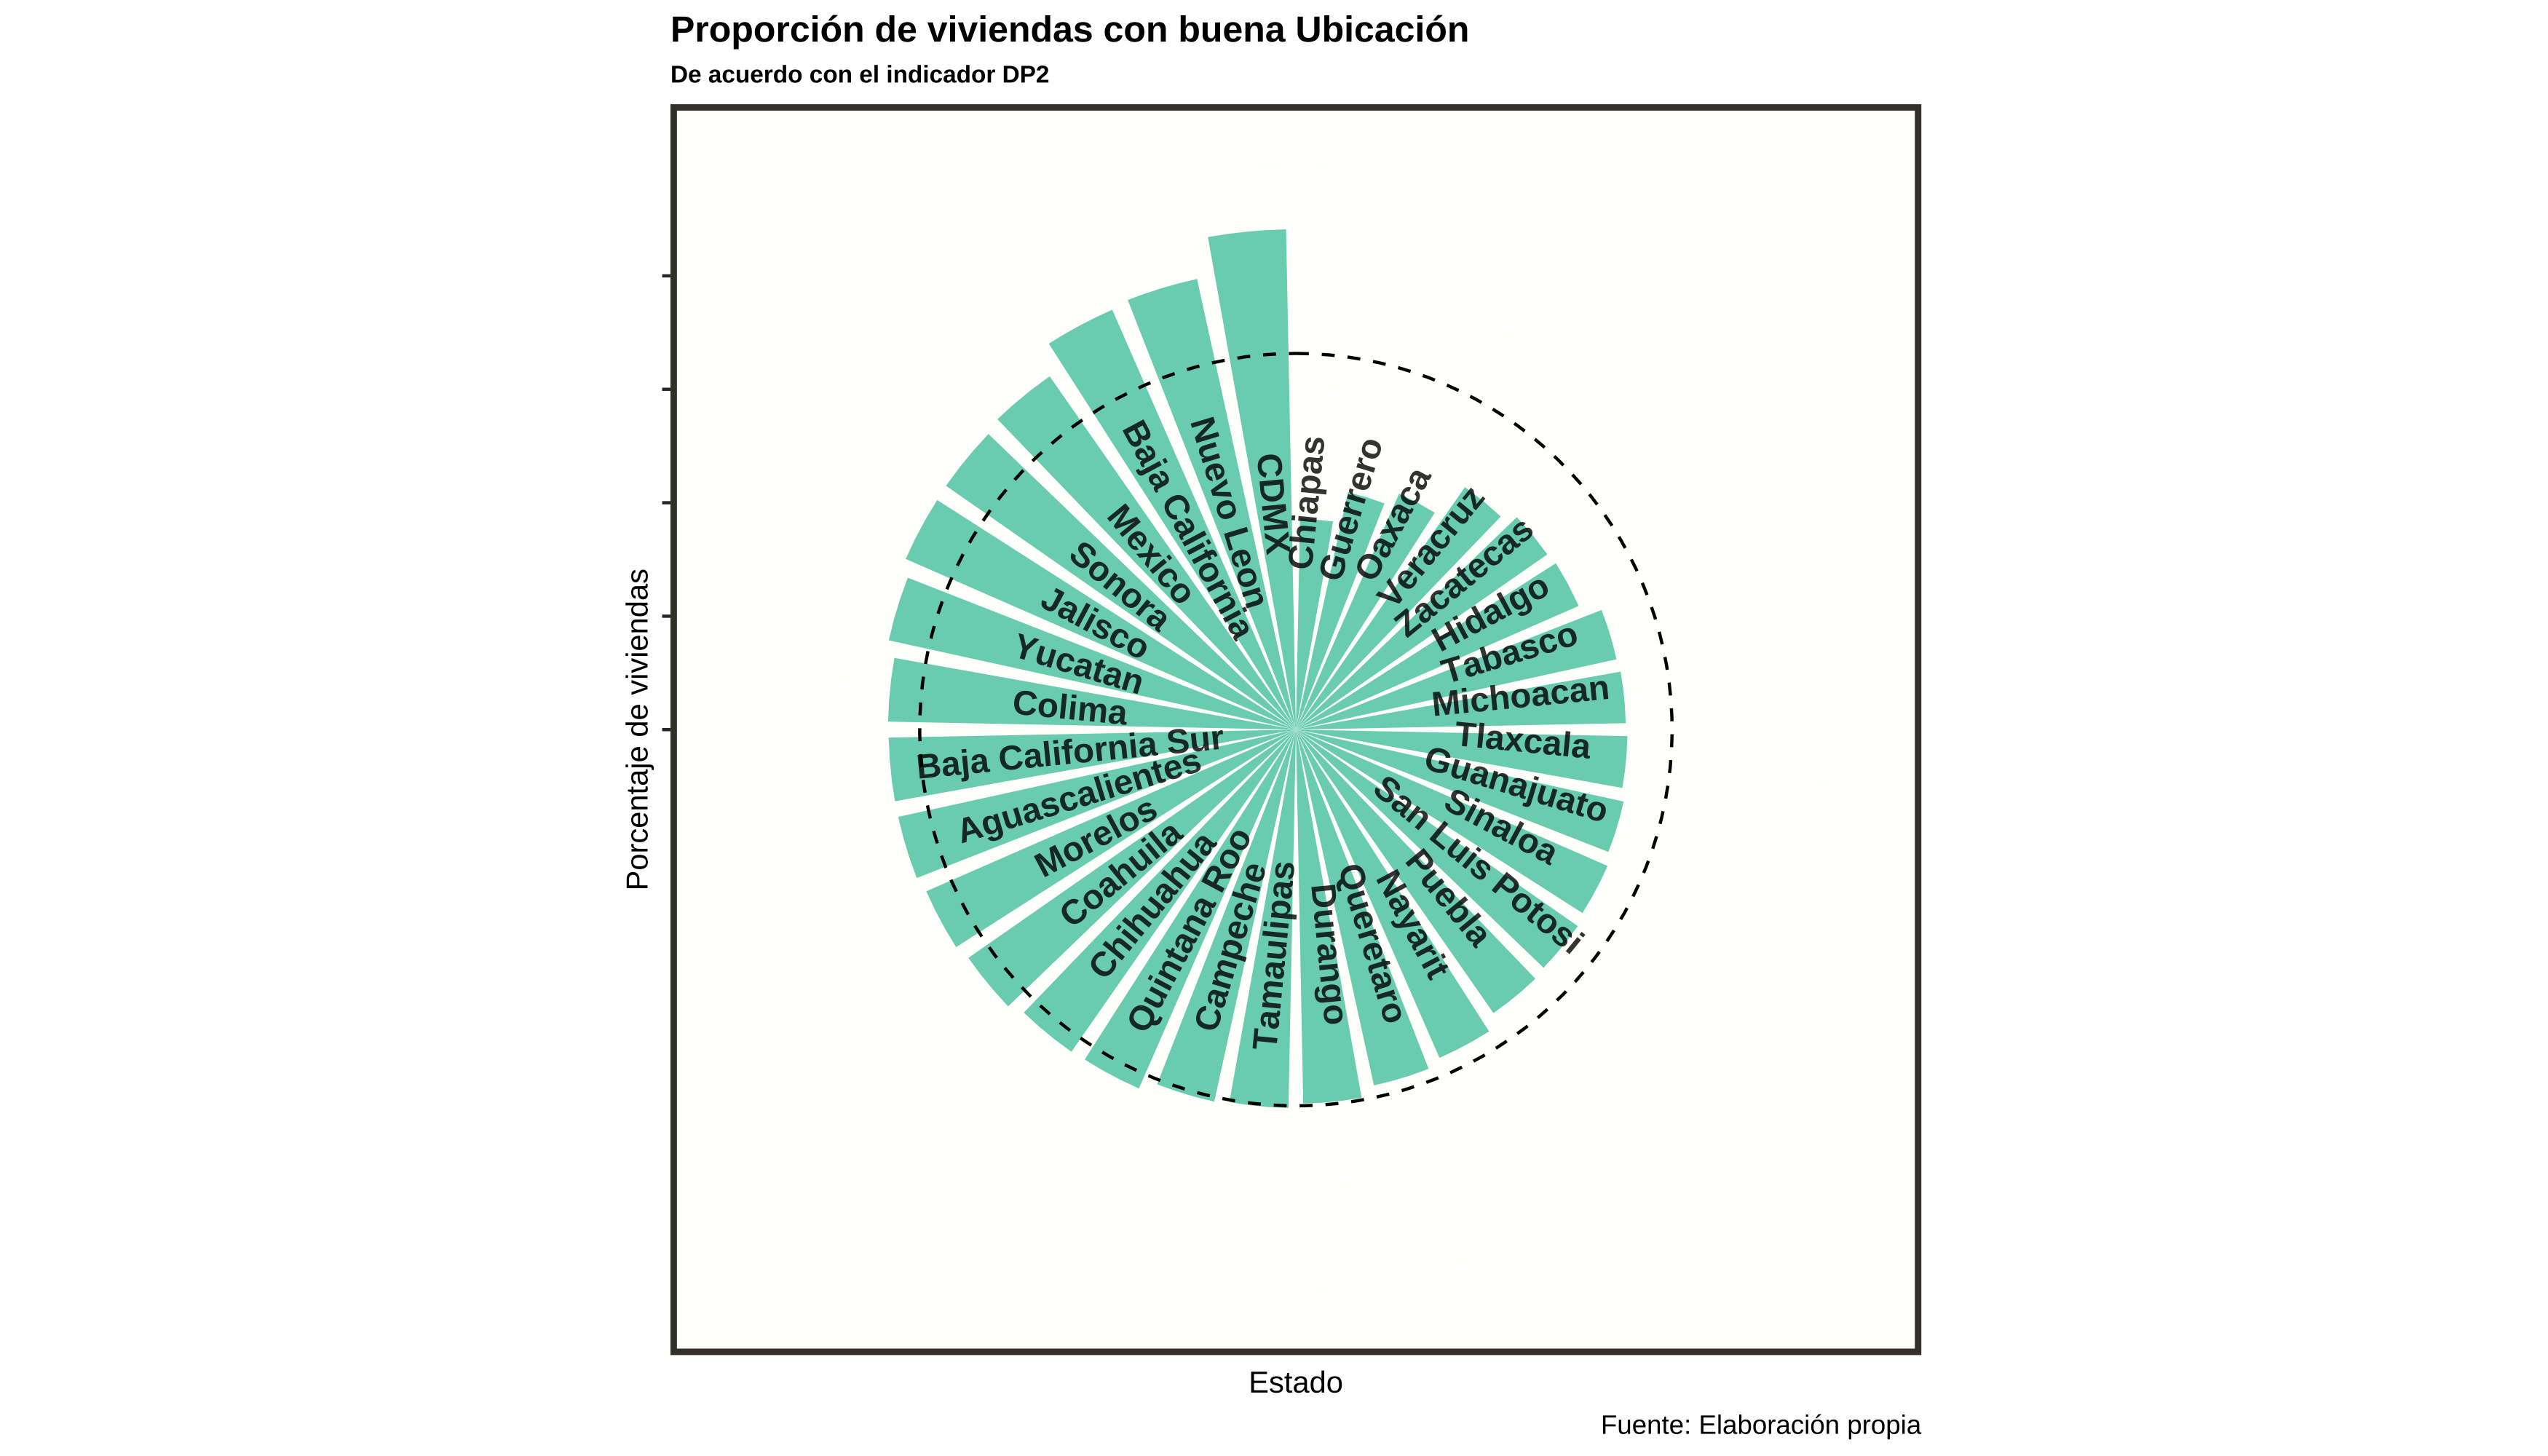 Proporción de viviendas con buena Ubicación
De acuerdo con el indicador DP2
Porcentaje de viviendas
Chiapas
Guerrero
Oaxaca
Veracruz
Zacatecas
Hidalgo
Tabasco
Michoacan
Tlaxcala
Guanajuato
Sinaloa
San Luis Potosi
Puebla
Nayarit
Queretaro
Durango
Tamaulipas
Campeche
Quintana Roo
Chihuahua
Coahuila
Morelos
Aguascalientes
Baja California Sur
Colima
Yucatan
Jalisco
Sonora
Mexico
Baja California
Nuevo Leon
CDMX
Estado
Fuente: Elaboración propia